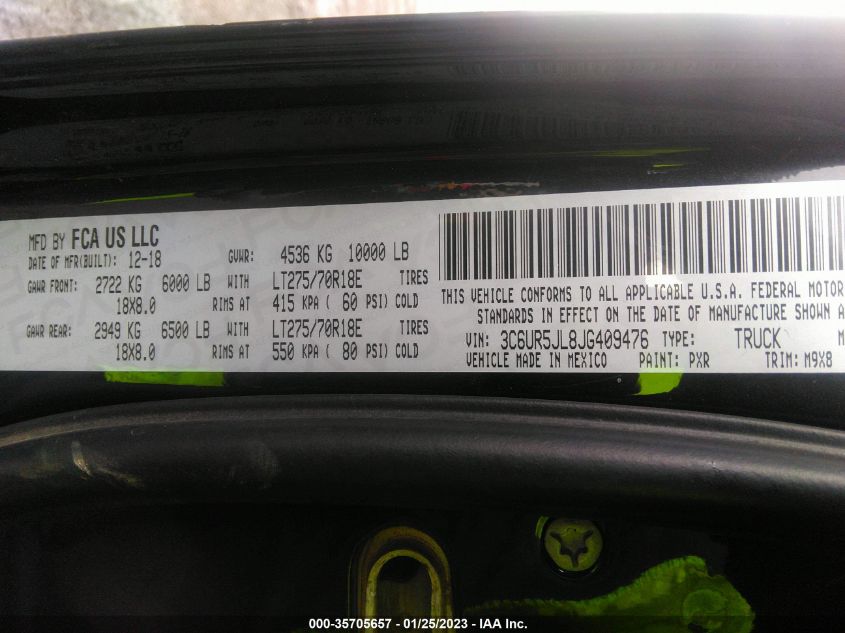 MFD BY FCA US LLC
DATE OF MFR(BUILT): 12-18 GVWR: 4536 KG 10000 LB
GAWR FRONT: 2722 KG 6000 LB WITH LT275/70R18E TIRES
18X8.0 RIMS AT 415 KPA ( 60 PSI) COLD
GAWR REAR: 2949 KG 6500 LB WITH LT275/70R18E TIRES
18X8.0 RIMS AT 550 KPA ( 80 PSI) COLD
THIS VEHICLE CONFORMS TO ALL APPLICABLE U.S.A. FEDERAL MOTOR
STANDARDS IN EFFECT ON THE DATE OF MANUFACTURE SHOWN A
VIN: 3C6UR5JL8JG409476 TYPE: TRUCK
VEHICLE MADE IN MEXICO PAINT: PXR TRIM: M9X8
000-35705657 - 01/25/2023 - IAA Inc.